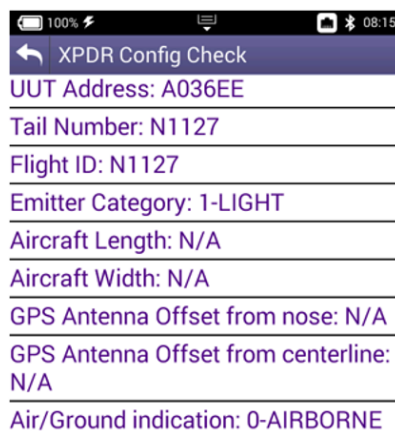 100% 08:15
XPDR Config Check
UUT Address: A036EE
Tail Number: N1127
Flight ID: N1127
Emitter Category: 1-LIGHT
Aircraft Length: N/A
Aircraft Width: N/A
GPS Antenna Offset from nose: N/A
GPS Antenna Offset from centerline:
N/A
Air/Ground indication: 0-AIRBORNE